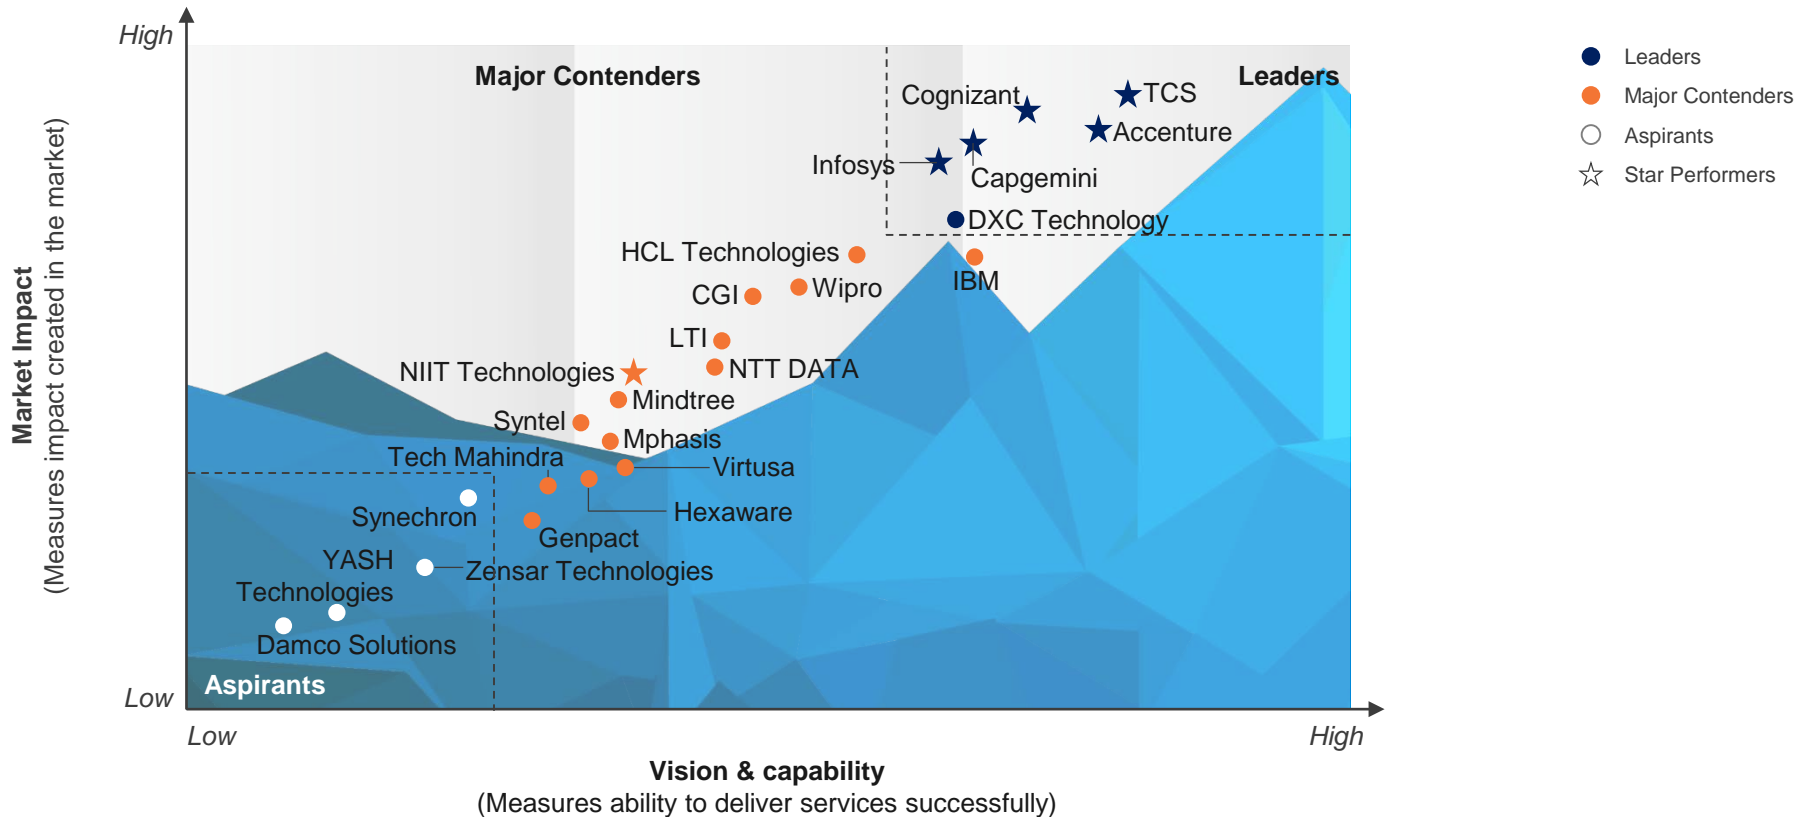 High
Major Contenders
Leaders
Cognizant
TCS
Accenture
Infosys
Capgemini
DXC Technology
HCL Technologies
IBM
Wipro
CGI
LTI
NTT DATA
NIIT Technologies
Mindtree
Syntel
Mphasis
Tech Mahindra
Virtusa
Synechron
Hexaware
Genpact
YASH
Technologies
Zensar Technologies
Damco Solutions
Aspirants
Low
Low
High
Market Impact
(Measures impact created in the market)
Vision & capability
(Measures ability to deliver services successfully)
Leaders
Major Contenders
Aspirants
Star Performers